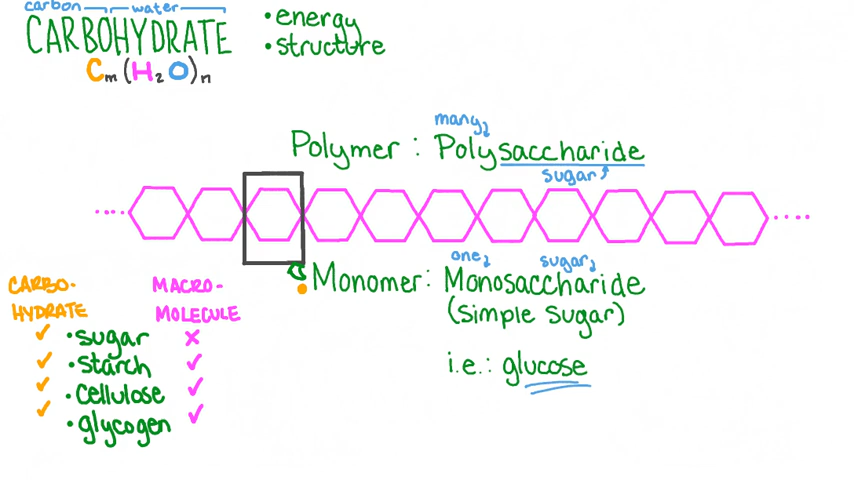 carbon water
CARBOHYDRATE
Cm(H2O)n
• energy
• structure
many
Polymer : Polysaccharide
sugar
one sugar
Monomer: Monosaccharide
(simple sugar)
i.e.: glucose
CARBO-
HYDRATE
MACRO-
MOLECULE
✓ • sugar ✗
✓ • starch ✓
✓ • cellulose ✓
✓ • glycogen ✓